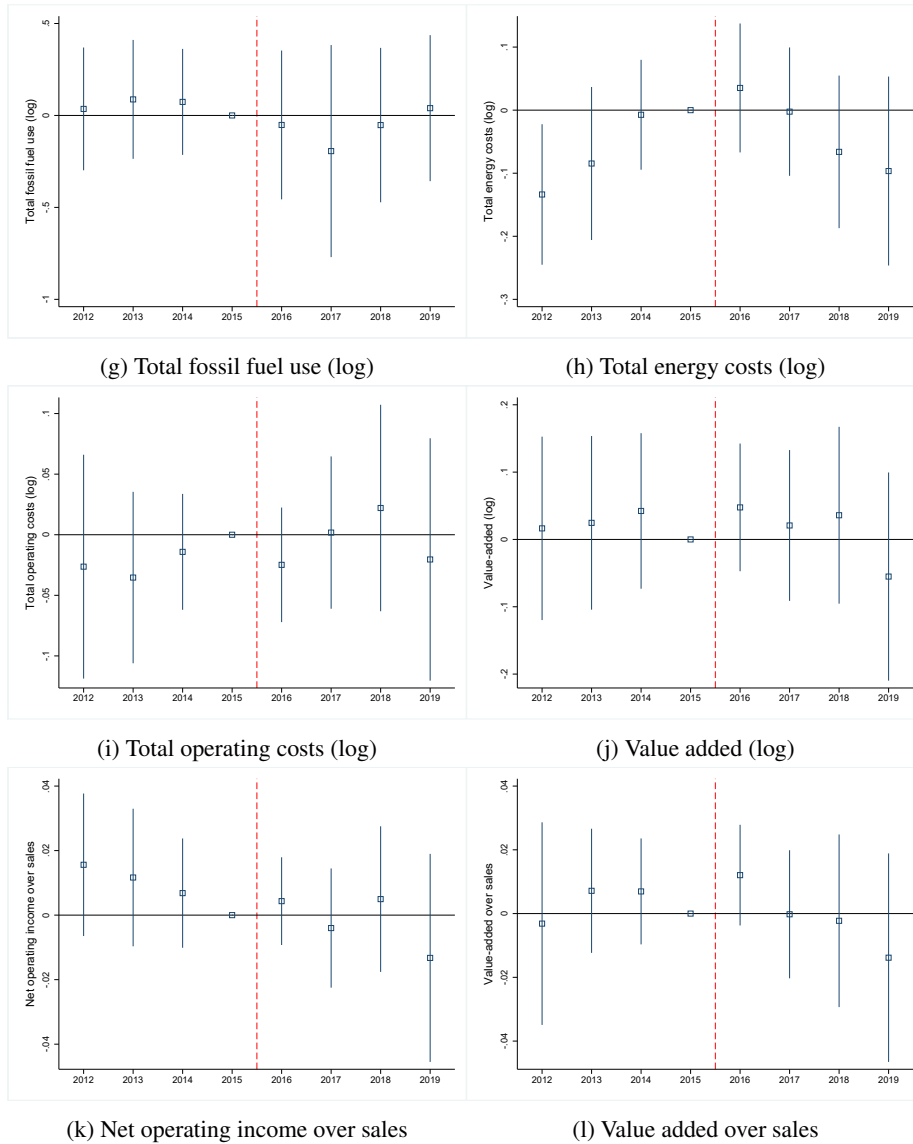 .5
0
-.5
-1
Total fossil fuel use (log)
2012 2013 2014 2015 2016 2017 2018 2019
(g) Total fossil fuel use (log)
.1
0
-.1
-.2
-.3
Total energy costs (log)
2012 2013 2014 2015 2016 2017 2018 2019
(h) Total energy costs (log)
.1
.05
0
-.05
-.1
Total operating costs (log)
2012 2013 2014 2015 2016 2017 2018 2019
(i) Total operating costs (log)
.2
.1
0
-.1
-.2
Value-added (log)
2012 2013 2014 2015 2016 2017 2018 2019
(j) Value added (log)
.04
.02
0
-.02
-.04
Net operating income over sales
2012 2013 2014 2015 2016 2017 2018 2019
(k) Net operating income over sales
.04
.02
0
-.02
-.04
Value-added over sales
2012 2013 2014 2015 2016 2017 2018 2019
(l) Value added over sales